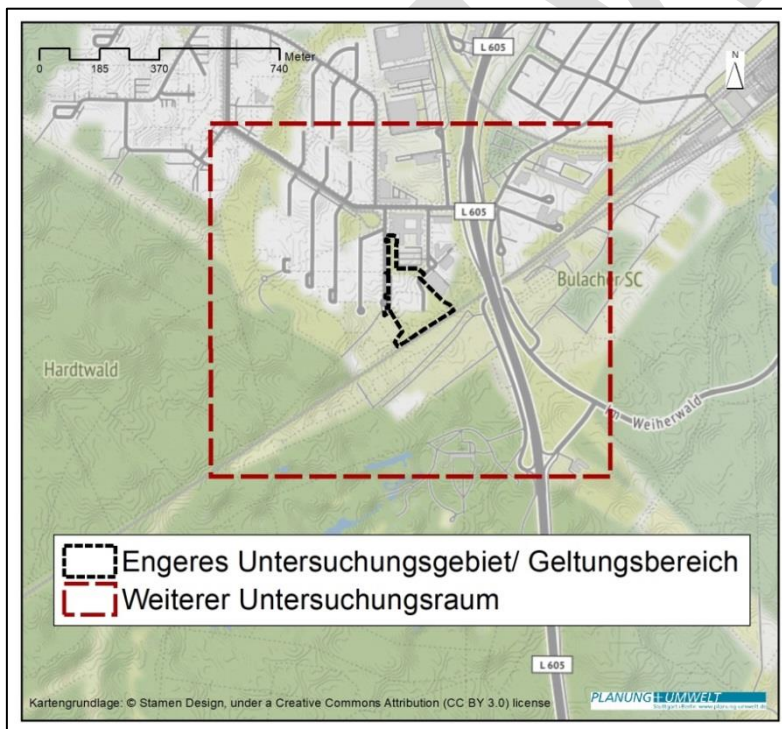 L 605
Meter
0 185 370 740
N
L 605
Bulacher SC
Hardtwald
Im Weiherwald
Engeres Untersuchungsgebiet/ Geltungsbereich
Weiterer Untersuchungsraum
L 605
Kartengrundlage: © Stamen Design, under a Creative Commons Attribution (CC BY 3.0) license
PLANUNG+UMWELT